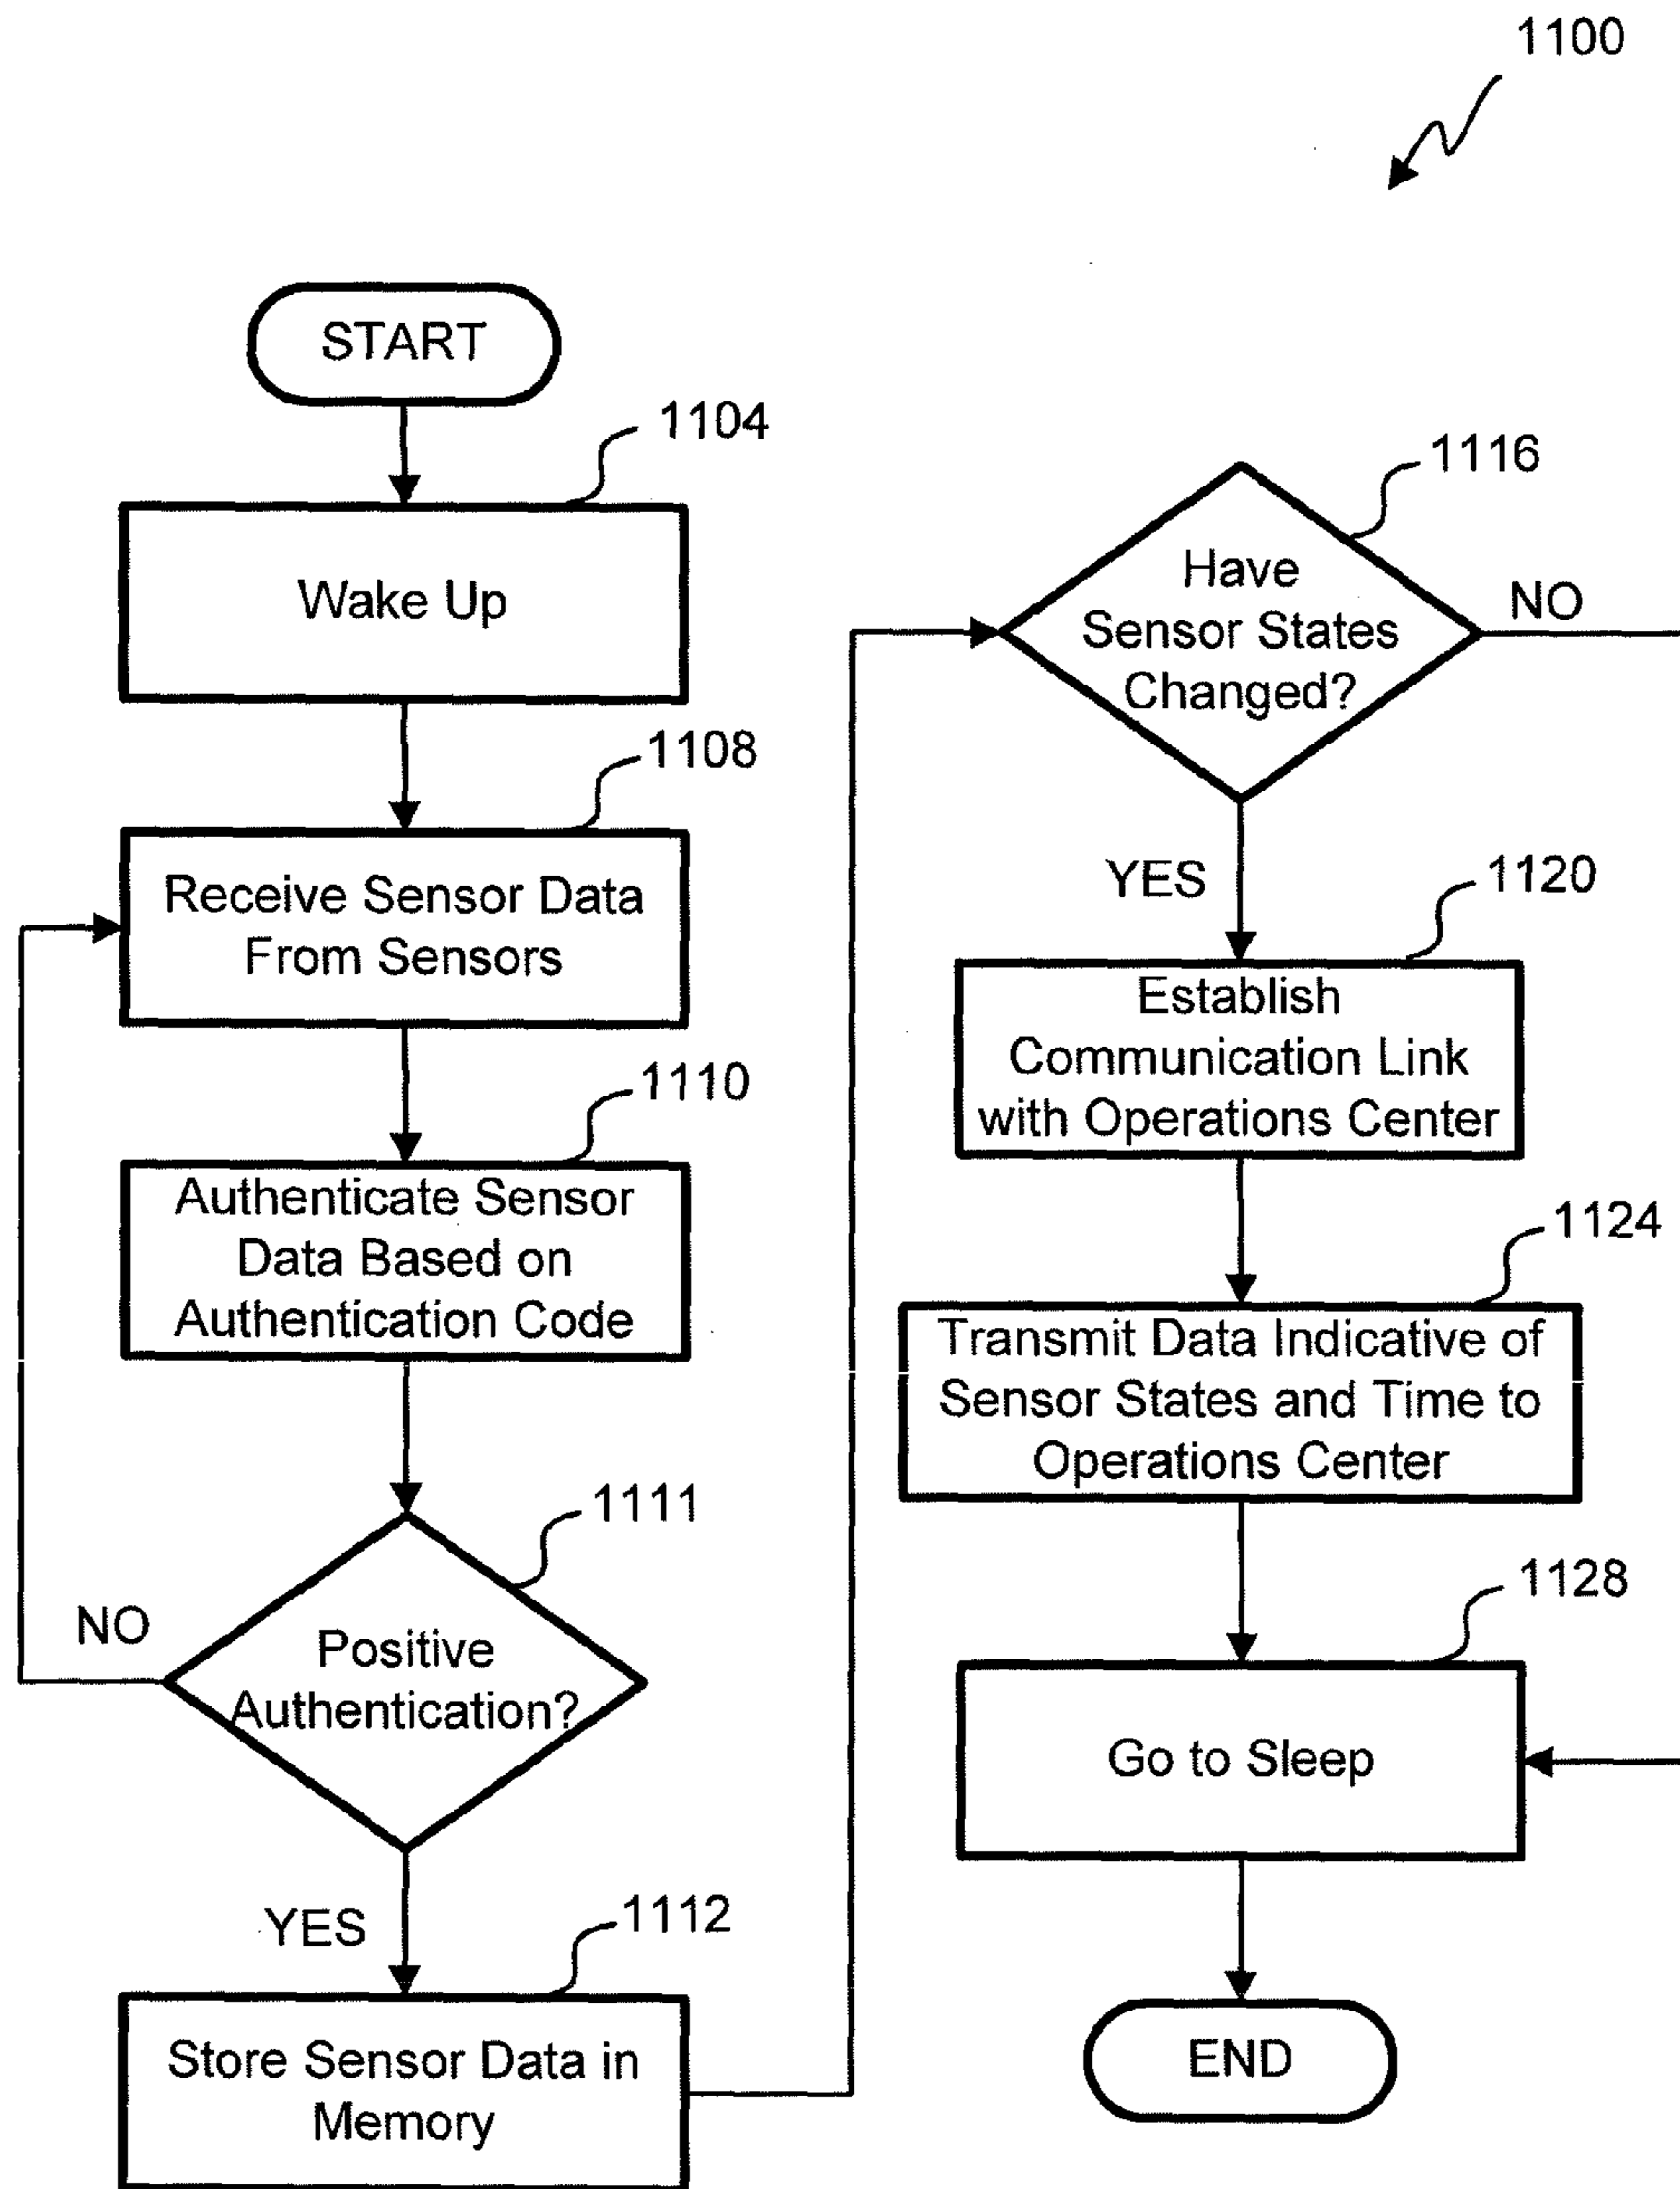 1100
START
1104
Wake Up
1108
Receive Sensor Data
From Sensors
1110
Authenticate Sensor
Data Based on
Authentication Code
1111
Positive
Authentication?
NO
YES
1112
Store Sensor Data in
Memory
1116
Have
Sensor States
Changed?
NO
YES
1120
Establish
Communication Link
with Operations Center
1124
Transmit Data Indicative of
Sensor States and Time to
Operations Center
1128
Go to Sleep
END